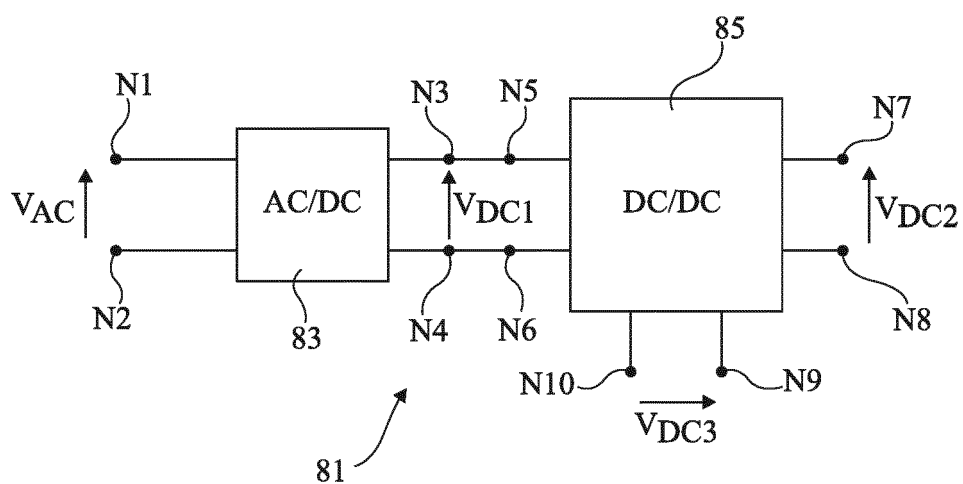 85
N1
N3
N5
N7
VAC
AC/DC
VDC1
DC/DC
VDC2
N2
83
N4
N6
N8
N10
N9
VDC3
81